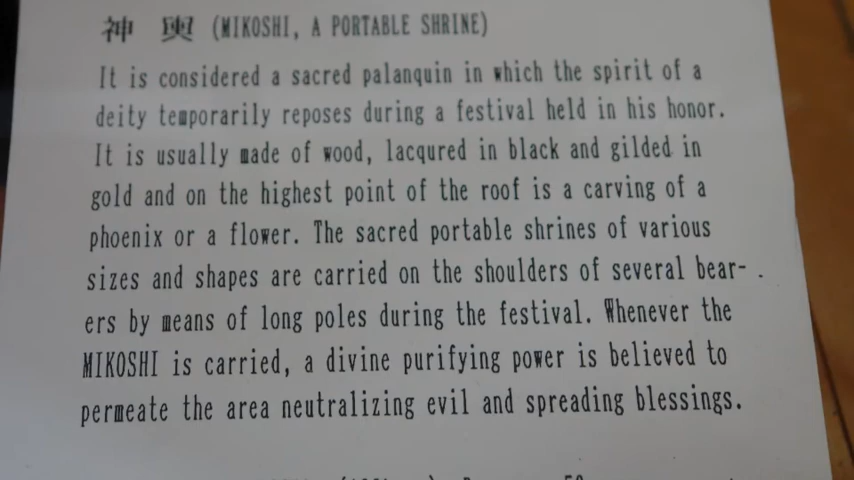 神 輿 (MIKOSHI, A PORTABLE SHRINE)
It is considered a sacred palanquin in which the spirit of a
deity temporarily reposes during a festival held in his honor.
It is usually made of wood, lacqured in black and gilded in
gold and on the highest point of the roof is a carving of a
phoenix or a flower. The sacred portable shrines of various
sizes and shapes are carried on the shoulders of several bear-
ers by means of long poles during the festival. Whenever the
MIKOSHI is carried, a divine purifying power is believed to
permeate the area neutralizing evil and spreading blessings.